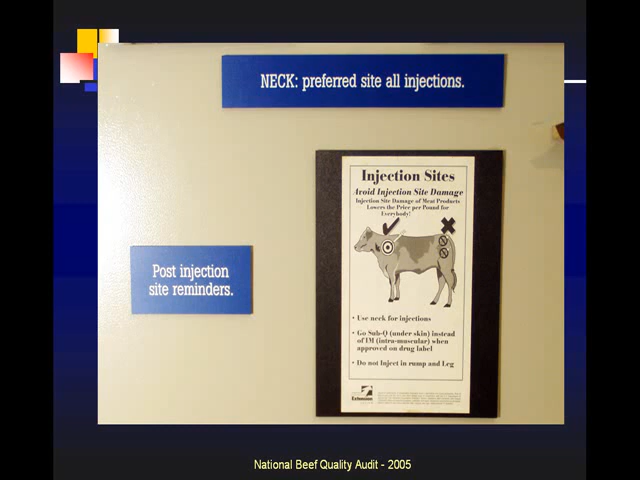 NECK: preferred site all injections.
Injection Sites
Avoid Injection Site Damage
Injection Site Damage of Meat Products
Lowers the Price per Pound for
Everybody!
Post injection
site reminders.
• Use neck for injections
• Go Sub-Q (under skin) instead
of IM (intra-muscular) when
approved on drug label
• Do not Inject in rump and Leg
Extension
National Beef Quality Audit - 2005